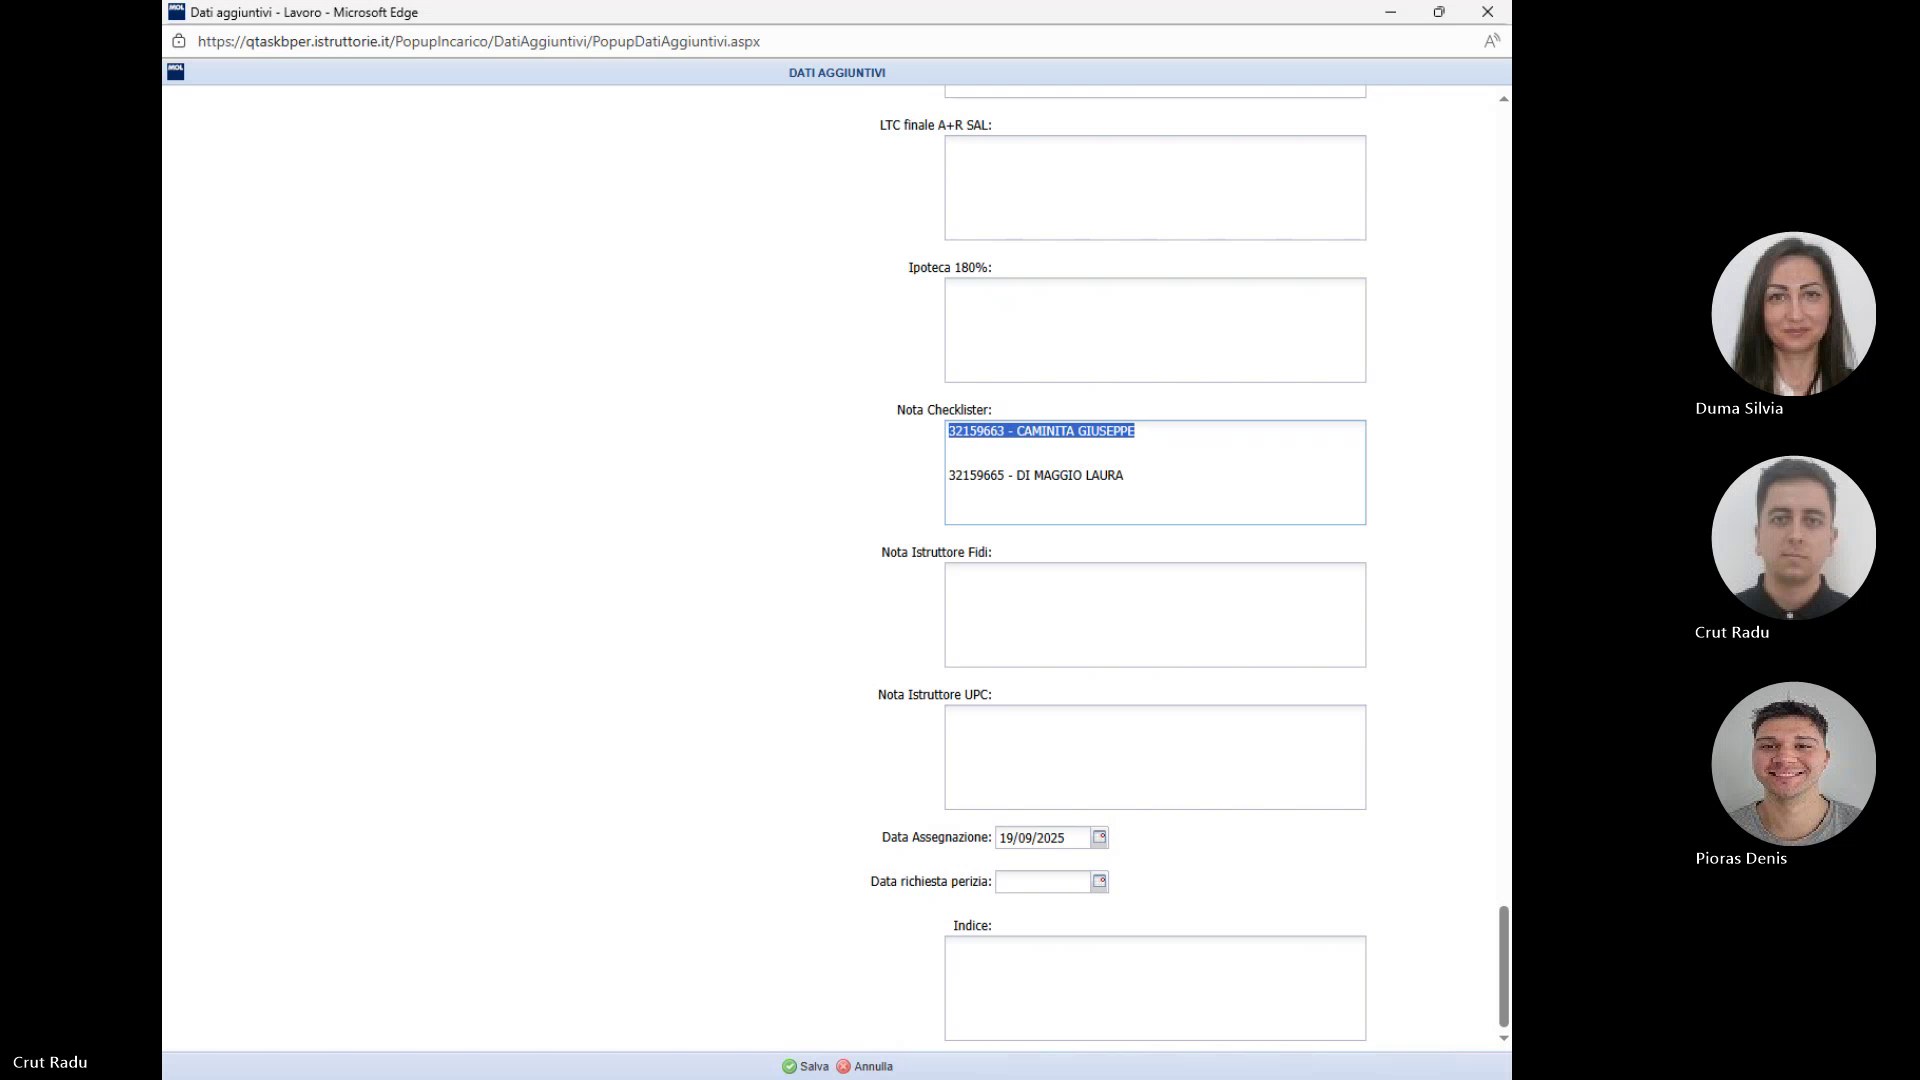 MOL Dati aggiuntivi - Lavoro - Microsoft Edge
https://qtaskbper.istruttorie.it/PopupIncarico/DatiAggiuntivi/PopupDatiAggiuntivi.aspx
MOL DATI AGGIUNTIVI
LTC finale A+R SAL:
Ipoteca 180%:
Nota Checklister:
32159663 - CAMINITA GIUSEPPE
32159665 - DI MAGGIO LAURA
Nota Istruttore Fidi:
Nota Istruttore UPC:
Data Assegnazione: 19/09/2025
Data richiesta perizia:
Indice:
Salva Annulla
Duma Silvia
Crut Radu
Pioras Denis
Crut Radu